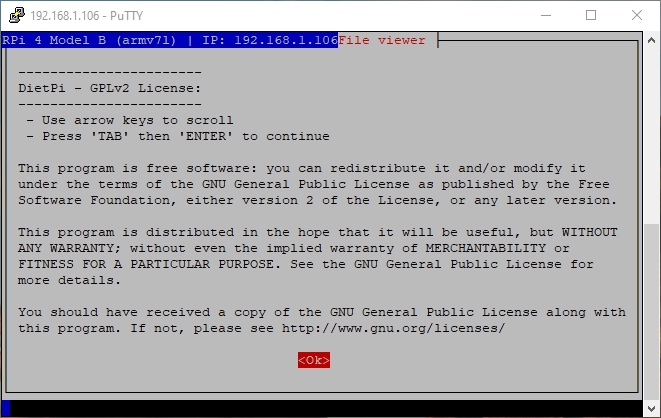 192.168.1.106 - PuTTY
RPi 4 Model B (armv7l) | IP: 192.168.1.106 File viewer
----------------------
DietPi - GPLv2 License:
----------------------
- Use arrow keys to scroll
- Press 'TAB' then 'ENTER' to continue
This program is free software: you can redistribute it and/or modify it
under the terms of the GNU General Public License as published by the Free
Software Foundation, either version 2 of the License, or any later version.
This program is distributed in the hope that it will be useful, but WITHOUT
ANY WARRANTY; without even the implied warranty of MERCHANTABILITY or
FITNESS FOR A PARTICULAR PURPOSE. See the GNU General Public License for
more details.
You should have received a copy of the GNU General Public License along with
this program. If not, please see http://www.gnu.org/licenses/
<Ok>